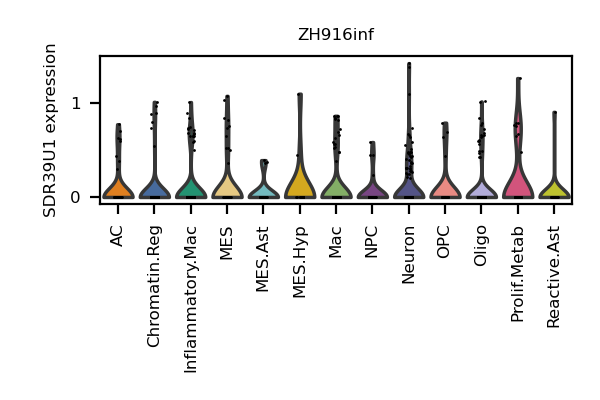 ZH916inf
SDR39U1 expression
1
0
AC
Chromatin.Reg
Inflammatory.Mac
MES
MES.Ast
MES.Hyp
Mac
NPC
Neuron
OPC
Oligo
Prolif.Metab
Reactive.Ast